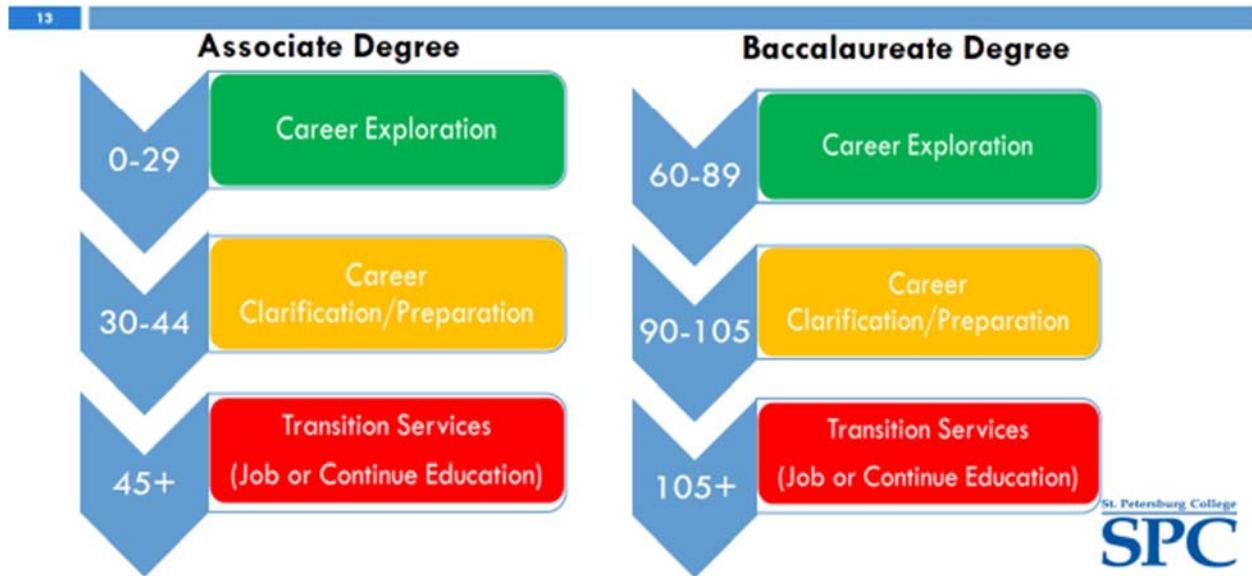 13
Associate Degree
0-29
Career Exploration
30-44
Career
Clarification/Preparation
45+
Transition Services
(Job or Continue Education)
Baccalaureate Degree
60-89
Career Exploration
90-105
Career
Clarification/Preparation
105+
Transition Services
(Job or Continue Education)
St. Petersburg College
SPC